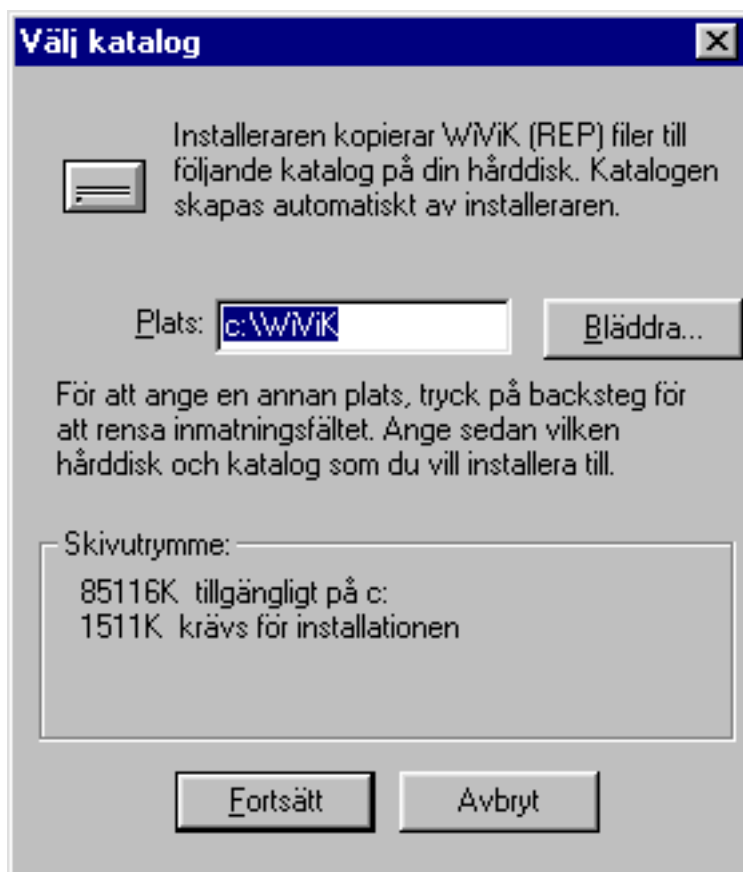 Välj katalog
Installeraren kopierar WiViK (REP) filer till
följande katalog på din hårddisk. Katalogen
skapas automatiskt av installeraren.
Plats: c:\WiViK Bläddra...
För att ange en annan plats, tryck på backsteg för
att rensa inmatningsfältet. Ange sedan vilken
hårddisk och katalog som du vill installera till.
Skivutrymme:
85116K tillgängligt på c:
1511K krävs för installationen
Fortsätt Avbryt